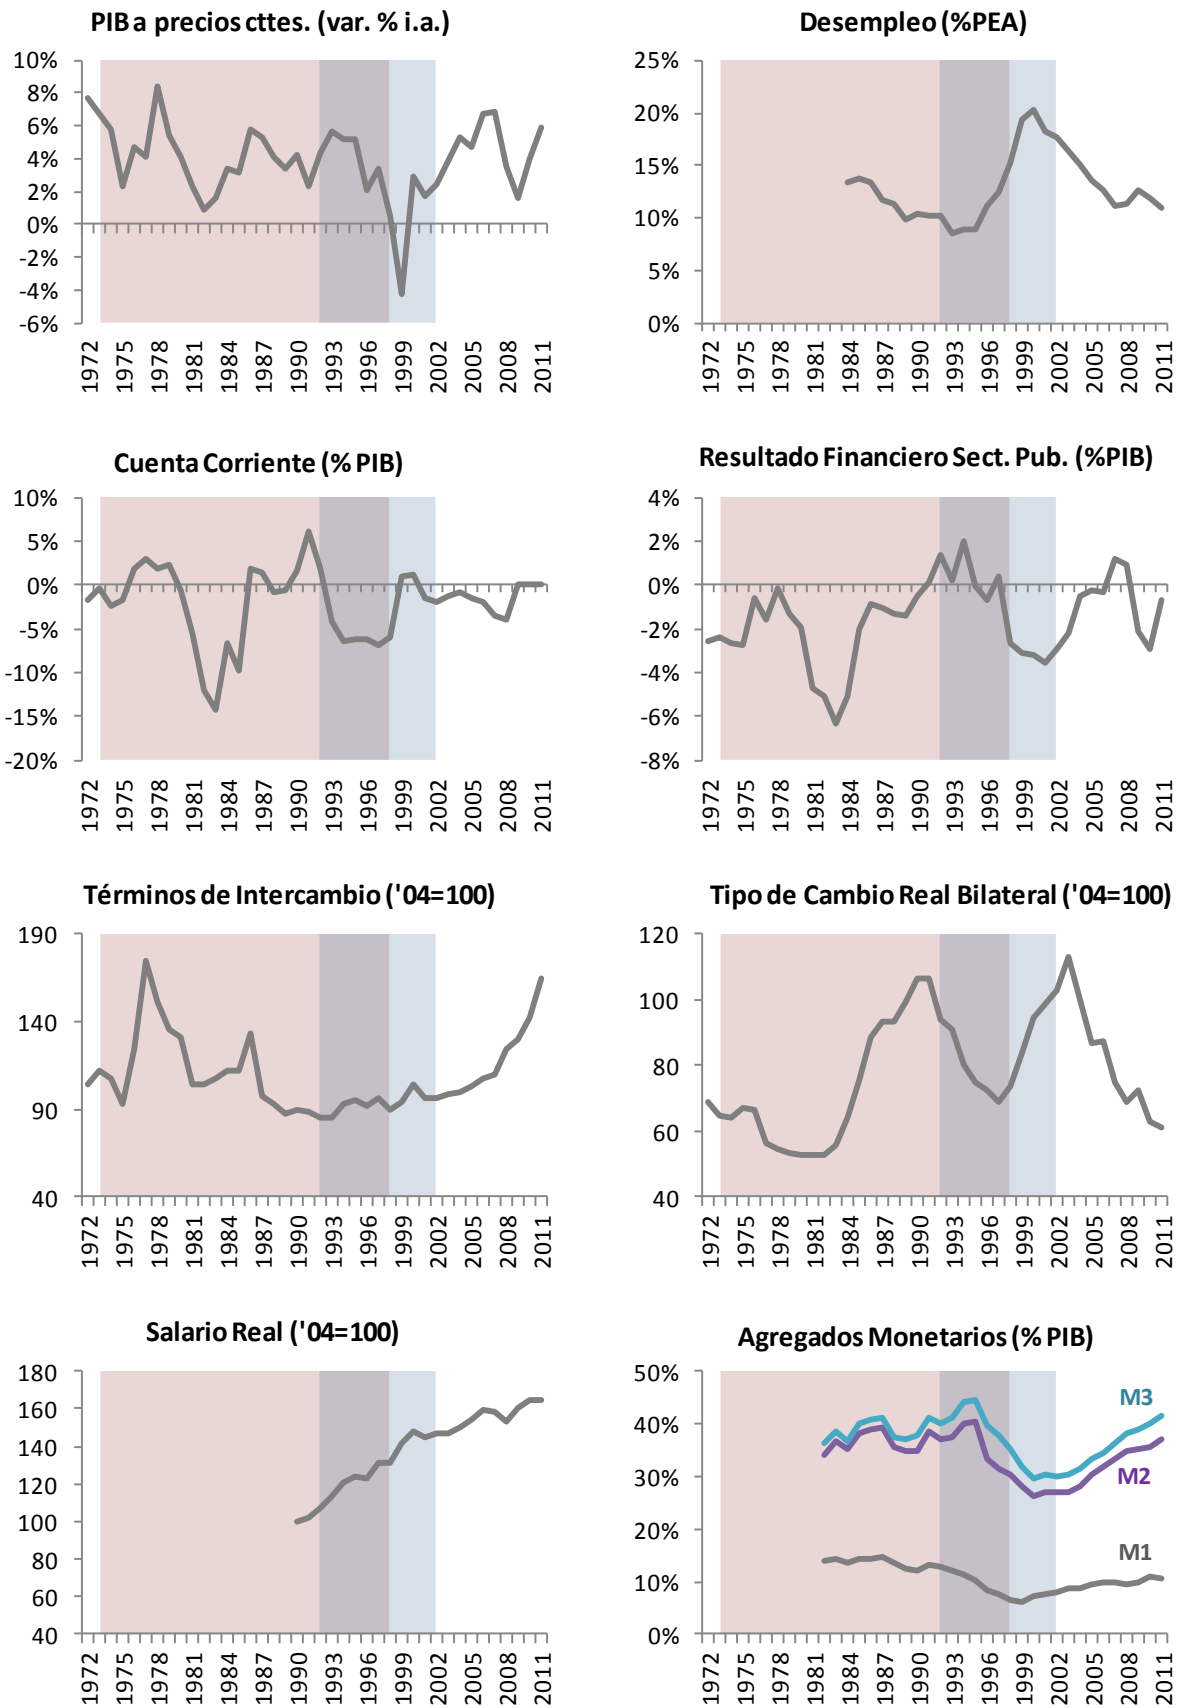 PIB a precios cttes. (var. % i.a.)
10%
8%
6%
4%
2%
0%
-2%
-4%
-6%
1972 1975 1978 1981 1984 1987 1990 1993 1996 1999 2002 2005 2008 2011
Desempleo (%PEA)
25%
20%
15%
10%
5%
0%
1972 1975 1978 1981 1984 1987 1990 1993 1996 1999 2002 2005 2008 2011
Cuenta Corriente (% PIB)
10%
5%
0%
-5%
-10%
-15%
-20%
1972 1975 1978 1981 1984 1987 1990 1993 1996 1999 2002 2005 2008 2011
Resultado Financiero Sect. Pub. (%PIB)
4%
2%
0%
-2%
-4%
-6%
-8%
1972 1975 1978 1981 1984 1987 1990 1993 1996 1999 2002 2005 2008 2011
Términos de Intercambio ('04=100)
190
140
90
40
1972 1975 1978 1981 1984 1987 1990 1993 1996 1999 2002 2005 2008 2011
Tipo de Cambio Real Bilateral ('04=100)
120
100
80
60
40
1972 1975 1978 1981 1984 1987 1990 1993 1996 1999 2002 2005 2008 2011
Salario Real ('04=100)
180
160
140
120
100
80
60
40
1972 1975 1978 1981 1984 1987 1990 1993 1996 1999 2002 2005 2008 2011
Agregados Monetarios (% PIB)
50%
40%
30%
20%
10%
0%
M3
M2
M1
1972 1975 1978 1981 1984 1987 1990 1993 1996 1999 2002 2005 2008 2011